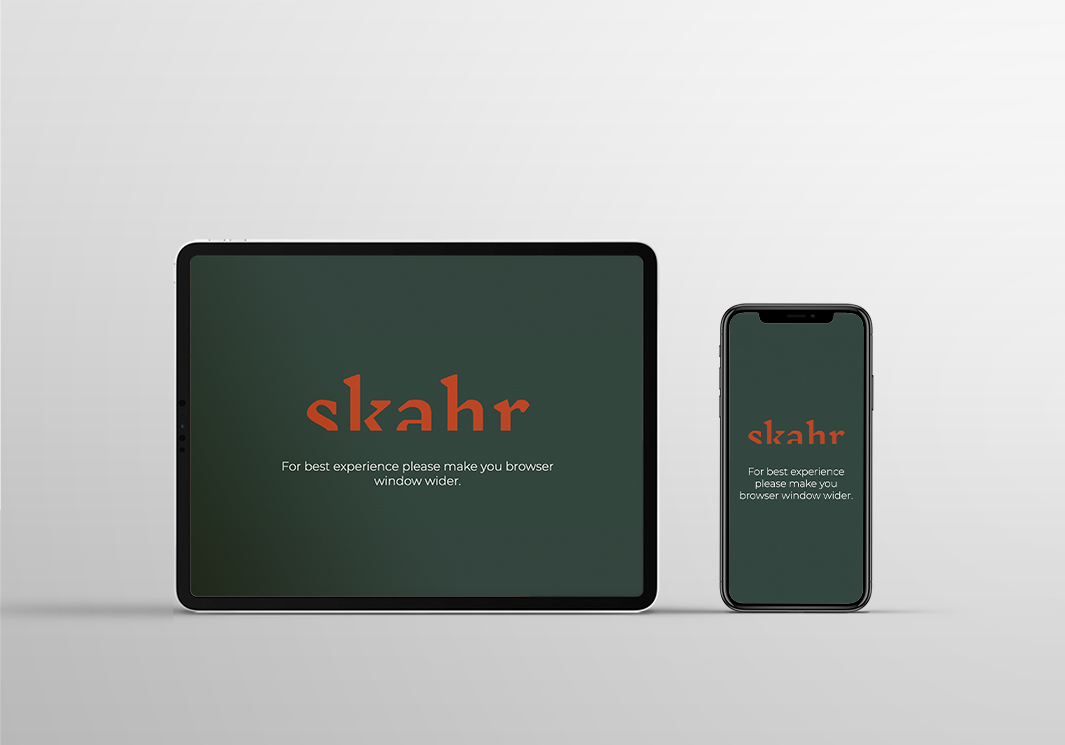 skahr
For best experience please make you browser
window wider.
skahr
For best experience
please make you
browser window wider.